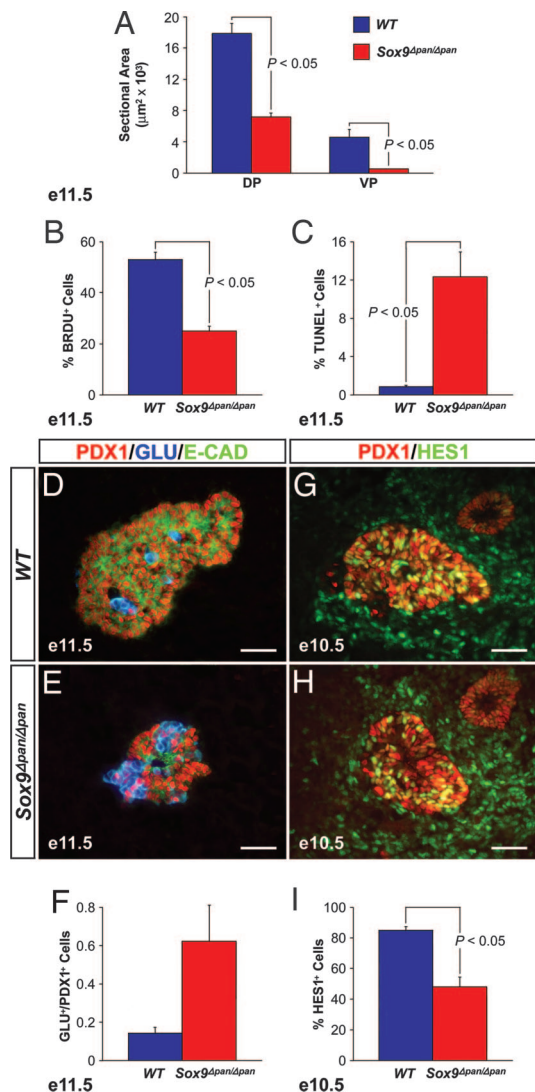 A
Sectional Area
(µm² x 10³)
20
16
12
8
4
0
P < 0.05
P < 0.05
WT
Sox9Δpan/Δpan
DP
VP
e11.5
B
% BRDU⁺ Cells
60
40
20
0
P < 0.05
WT
Sox9Δpan/Δpan
e11.5
C
% TUNEL⁺ Cells
16
12
8
4
0
P < 0.05
WT
Sox9Δpan/Δpan
e11.5
PDX1/GLU/E-CAD
PDX1/HES1
WT
D
e11.5
G
e10.5
Sox9Δpan/Δpan
E
e11.5
H
e10.5
F
GLU⁺/PDX1⁺ Cells
0.8
0.6
0.4
0.2
0
WT
Sox9Δpan/Δpan
e11.5
I
% HES1⁺ Cells
100
80
60
40
20
0
P < 0.05
WT
Sox9Δpan/Δpan
e10.5